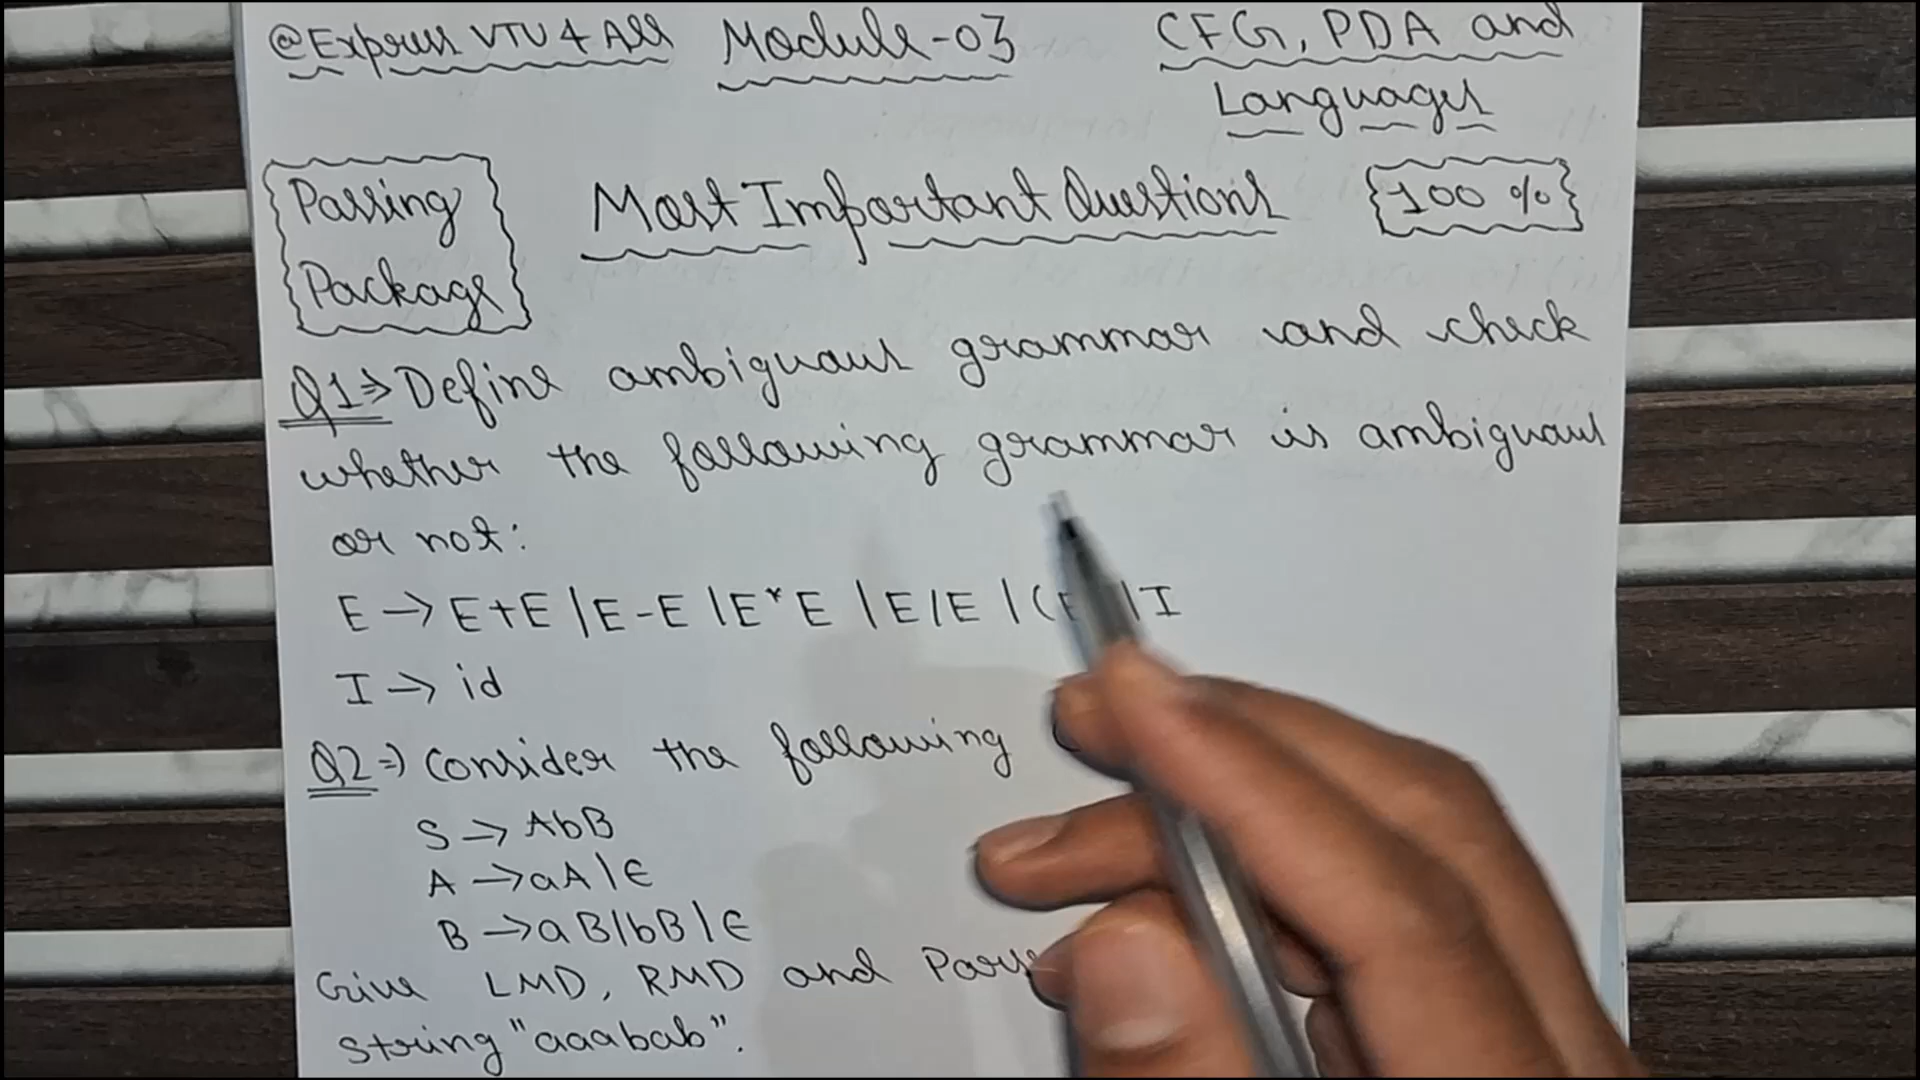 @Express VTU 4 All Module-03 CFG, PDA and
Languages
Passing
Package
Most Important Questions {100 %}
Q1⇒ Define ambiguous grammar and check
whether the following grammar is ambiguous
or not:
E → E+E | E-E | E*E | E/E | (E | I
I → id
Q2⇒ Consider the following
S → AbB
A → aA|ϵ
B → aB|bB|ϵ
Give LMD, RMD and
string "aaabab".